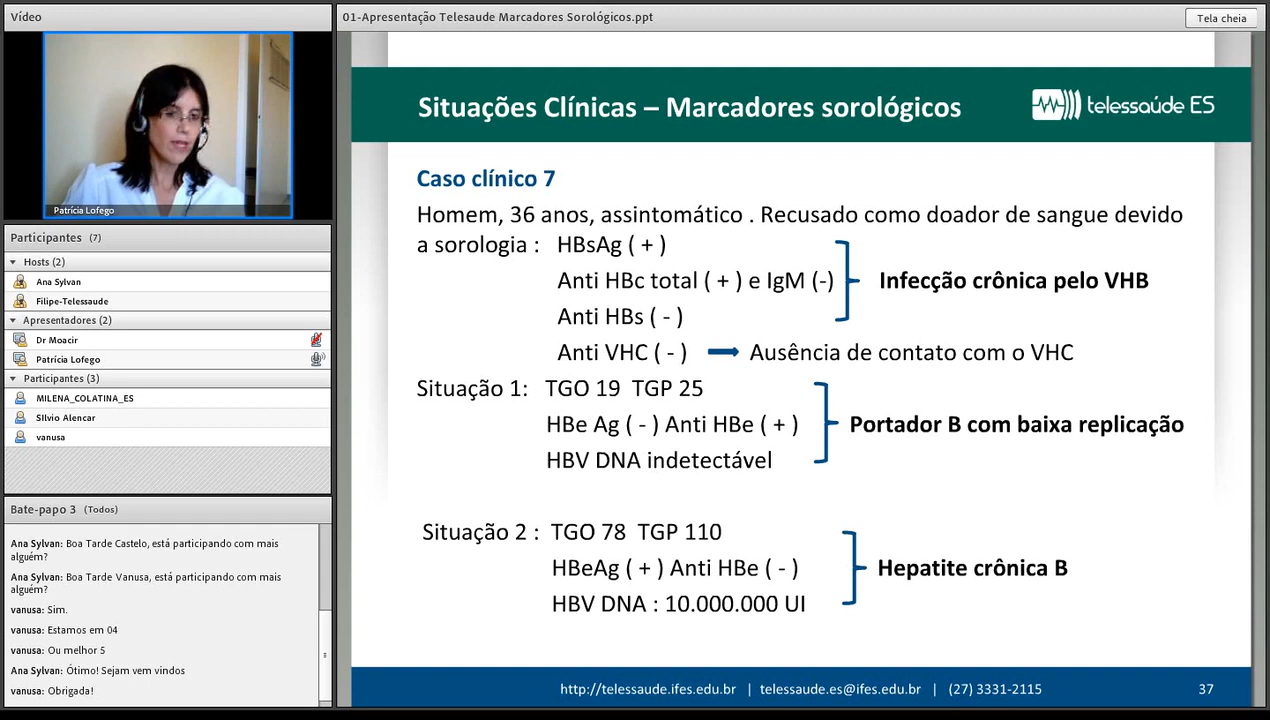 Vídeo
Patrícia Lofego
Participantes (7)
Hosts (2)
Ana Sylvan
Filipe-Telessaude
Apresentadores (2)
Dr Moacir
Patrícia Lofego
Participantes (3)
MILENA_COLATINA_ES
SIlvio Alencar
vanusa
Bate-papo 3 (Todos)
Ana Sylvan: Boa Tarde Castelo, está participando com mais
alguém?
Ana Sylvan: Boa Tarde Vanusa, está participando com mais
alguém?
vanusa: Sim.
vanusa: Estamos em 04
vanusa: Ou melhor 5
Ana Sylvan: Ótimo! Sejam vem vindos
vanusa: Obrigada!
01-Apresentação Telesaude Marcadores Sorológicos.ppt
Tela cheia
Situações Clínicas – Marcadores sorológicos
telessaúde ES
Caso clínico 7
Homem, 36 anos, assintomático . Recusado como doador de sangue devido
a sorologia : HBsAg ( + )
Anti HBc total ( + ) e IgM (-) Infecção crônica pelo VHB
Anti HBs ( - )
Anti VHC ( - ) Ausência de contato com o VHC
Situação 1: TGO 19 TGP 25
HBe Ag ( - ) Anti HBe ( + ) Portador B com baixa replicação
HBV DNA indetectável
Situação 2 : TGO 78 TGP 110
HBeAg ( + ) Anti HBe ( - ) Hepatite crônica B
HBV DNA : 10.000.000 UI
http://telessaude.ifes.edu.br | telessaude.es@ifes.edu.br | (27) 3331-2115 37